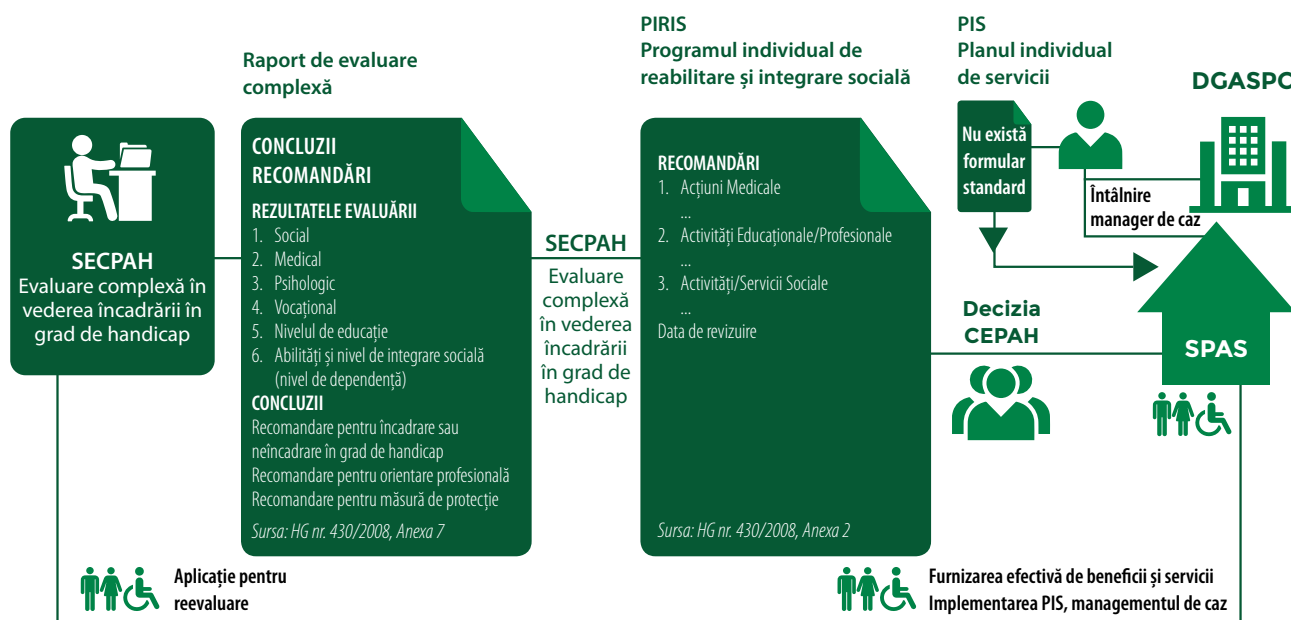 SECPAH
Evaluare complexă în
vederea încadrării în
grad de handicap
Raport de evaluare
complexă
CONCLUZII
RECOMANDĂRI
REZULTATELE EVALUĂRII
1. Social
2. Medical
3. Psihologic
4. Vocațional
5. Nivelul de educație
6. Abilități și nivel de integrare socială
(nivel de dependență)
CONCLUZII
Recomandare pentru încadrare sau
neîncadrare în grad de handicap
Recomandare pentru orientare profesională
Recomandare pentru măsură de protecție
Sursa: HG nr. 430/2008, Anexa 7
SECPAH
Evaluare
complexă
în vederea
încadrării
în grad de
handicap
PIRIS
Programul individual de
reabilitare și integrare socială
RECOMANDĂRI
1. Acțiuni Medicale
...
2. Activități Educaționale/Profesionale
...
3. Activități/Servicii Sociale
...
Data de revizuire
Sursa: HG nr. 430/2008, Anexa 2
PIS
Planul individual
de servicii
Nu există
formular
standard
DGASPC
Întâlnire
manager de caz
Decizia
CEPAH
SPAS
Aplicație pentru
reevaluare
Furnizarea efectivă de beneficii și servicii
Implementarea PIS, managementul de caz